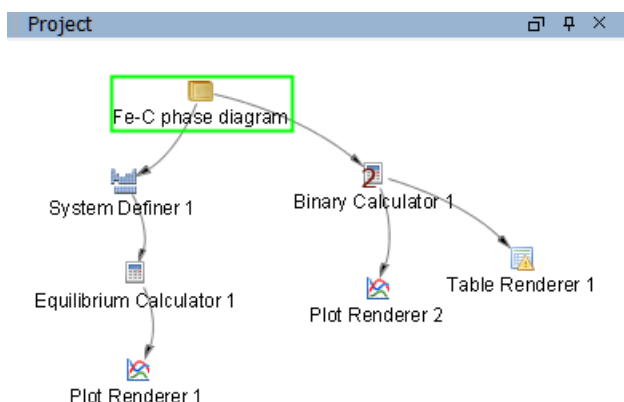 Project
Fe-C phase diagram
System Definer 1
2
Binary Calculator 1
Equilibrium Calculator 1
Table Renderer 1
Plot Renderer 2
Plot Renderer 1